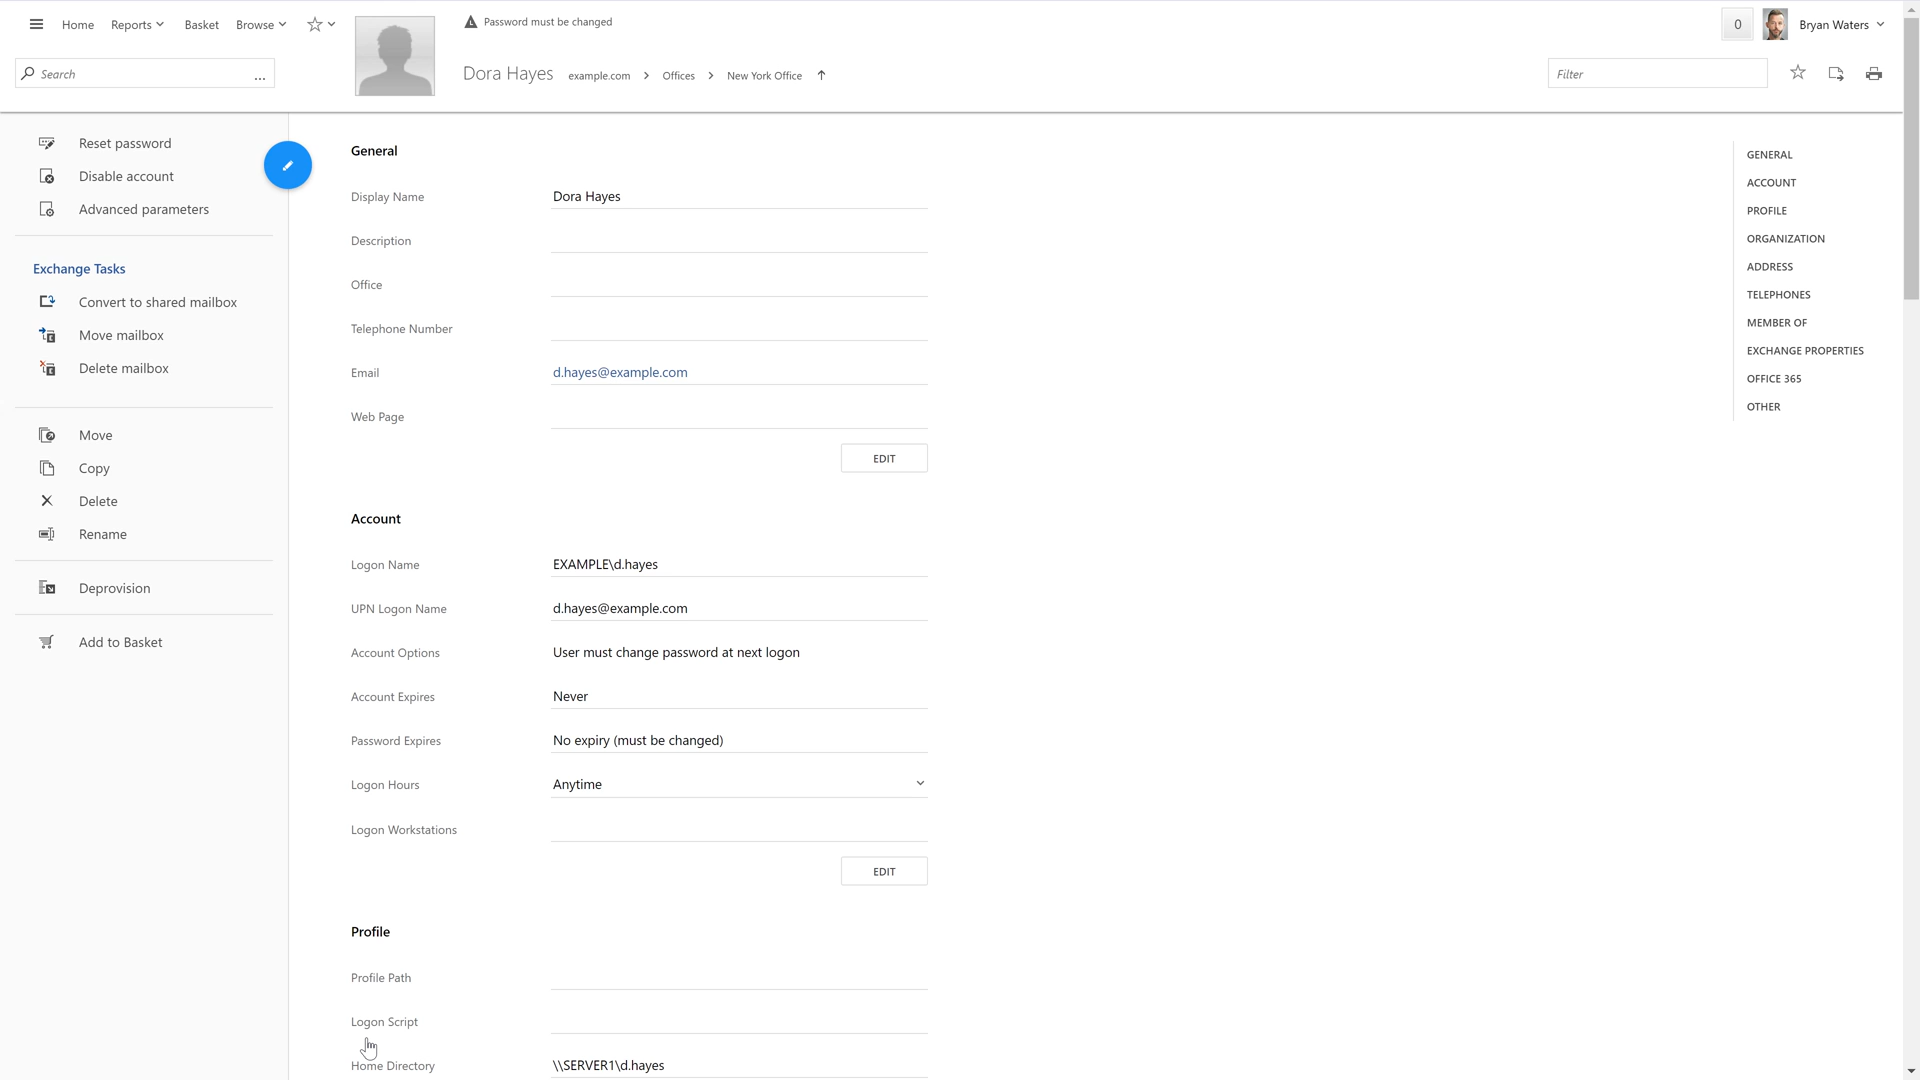 Home Reports Basket Browse
Password must be changed
0 Bryan Waters
Search ...
Dora Hayes example.com > Offices > New York Office
Filter
Reset password
Disable account
Advanced parameters
Exchange Tasks
Convert to shared mailbox
Move mailbox
Delete mailbox
Move
Copy
Delete
Rename
Deprovision
Add to Basket
General
Display Name Dora Hayes
Description
Office
Telephone Number
Email d.hayes@example.com
Web Page
EDIT
Account
Logon Name EXAMPLE\d.hayes
UPN Logon Name d.hayes@example.com
Account Options User must change password at next logon
Account Expires Never
Password Expires No expiry (must be changed)
Logon Hours Anytime
Logon Workstations
EDIT
Profile
Profile Path
Logon Script
Home Directory \\SERVER1\d.hayes
GENERAL
ACCOUNT
PROFILE
ORGANIZATION
ADDRESS
TELEPHONES
MEMBER OF
EXCHANGE PROPERTIES
OFFICE 365
OTHER